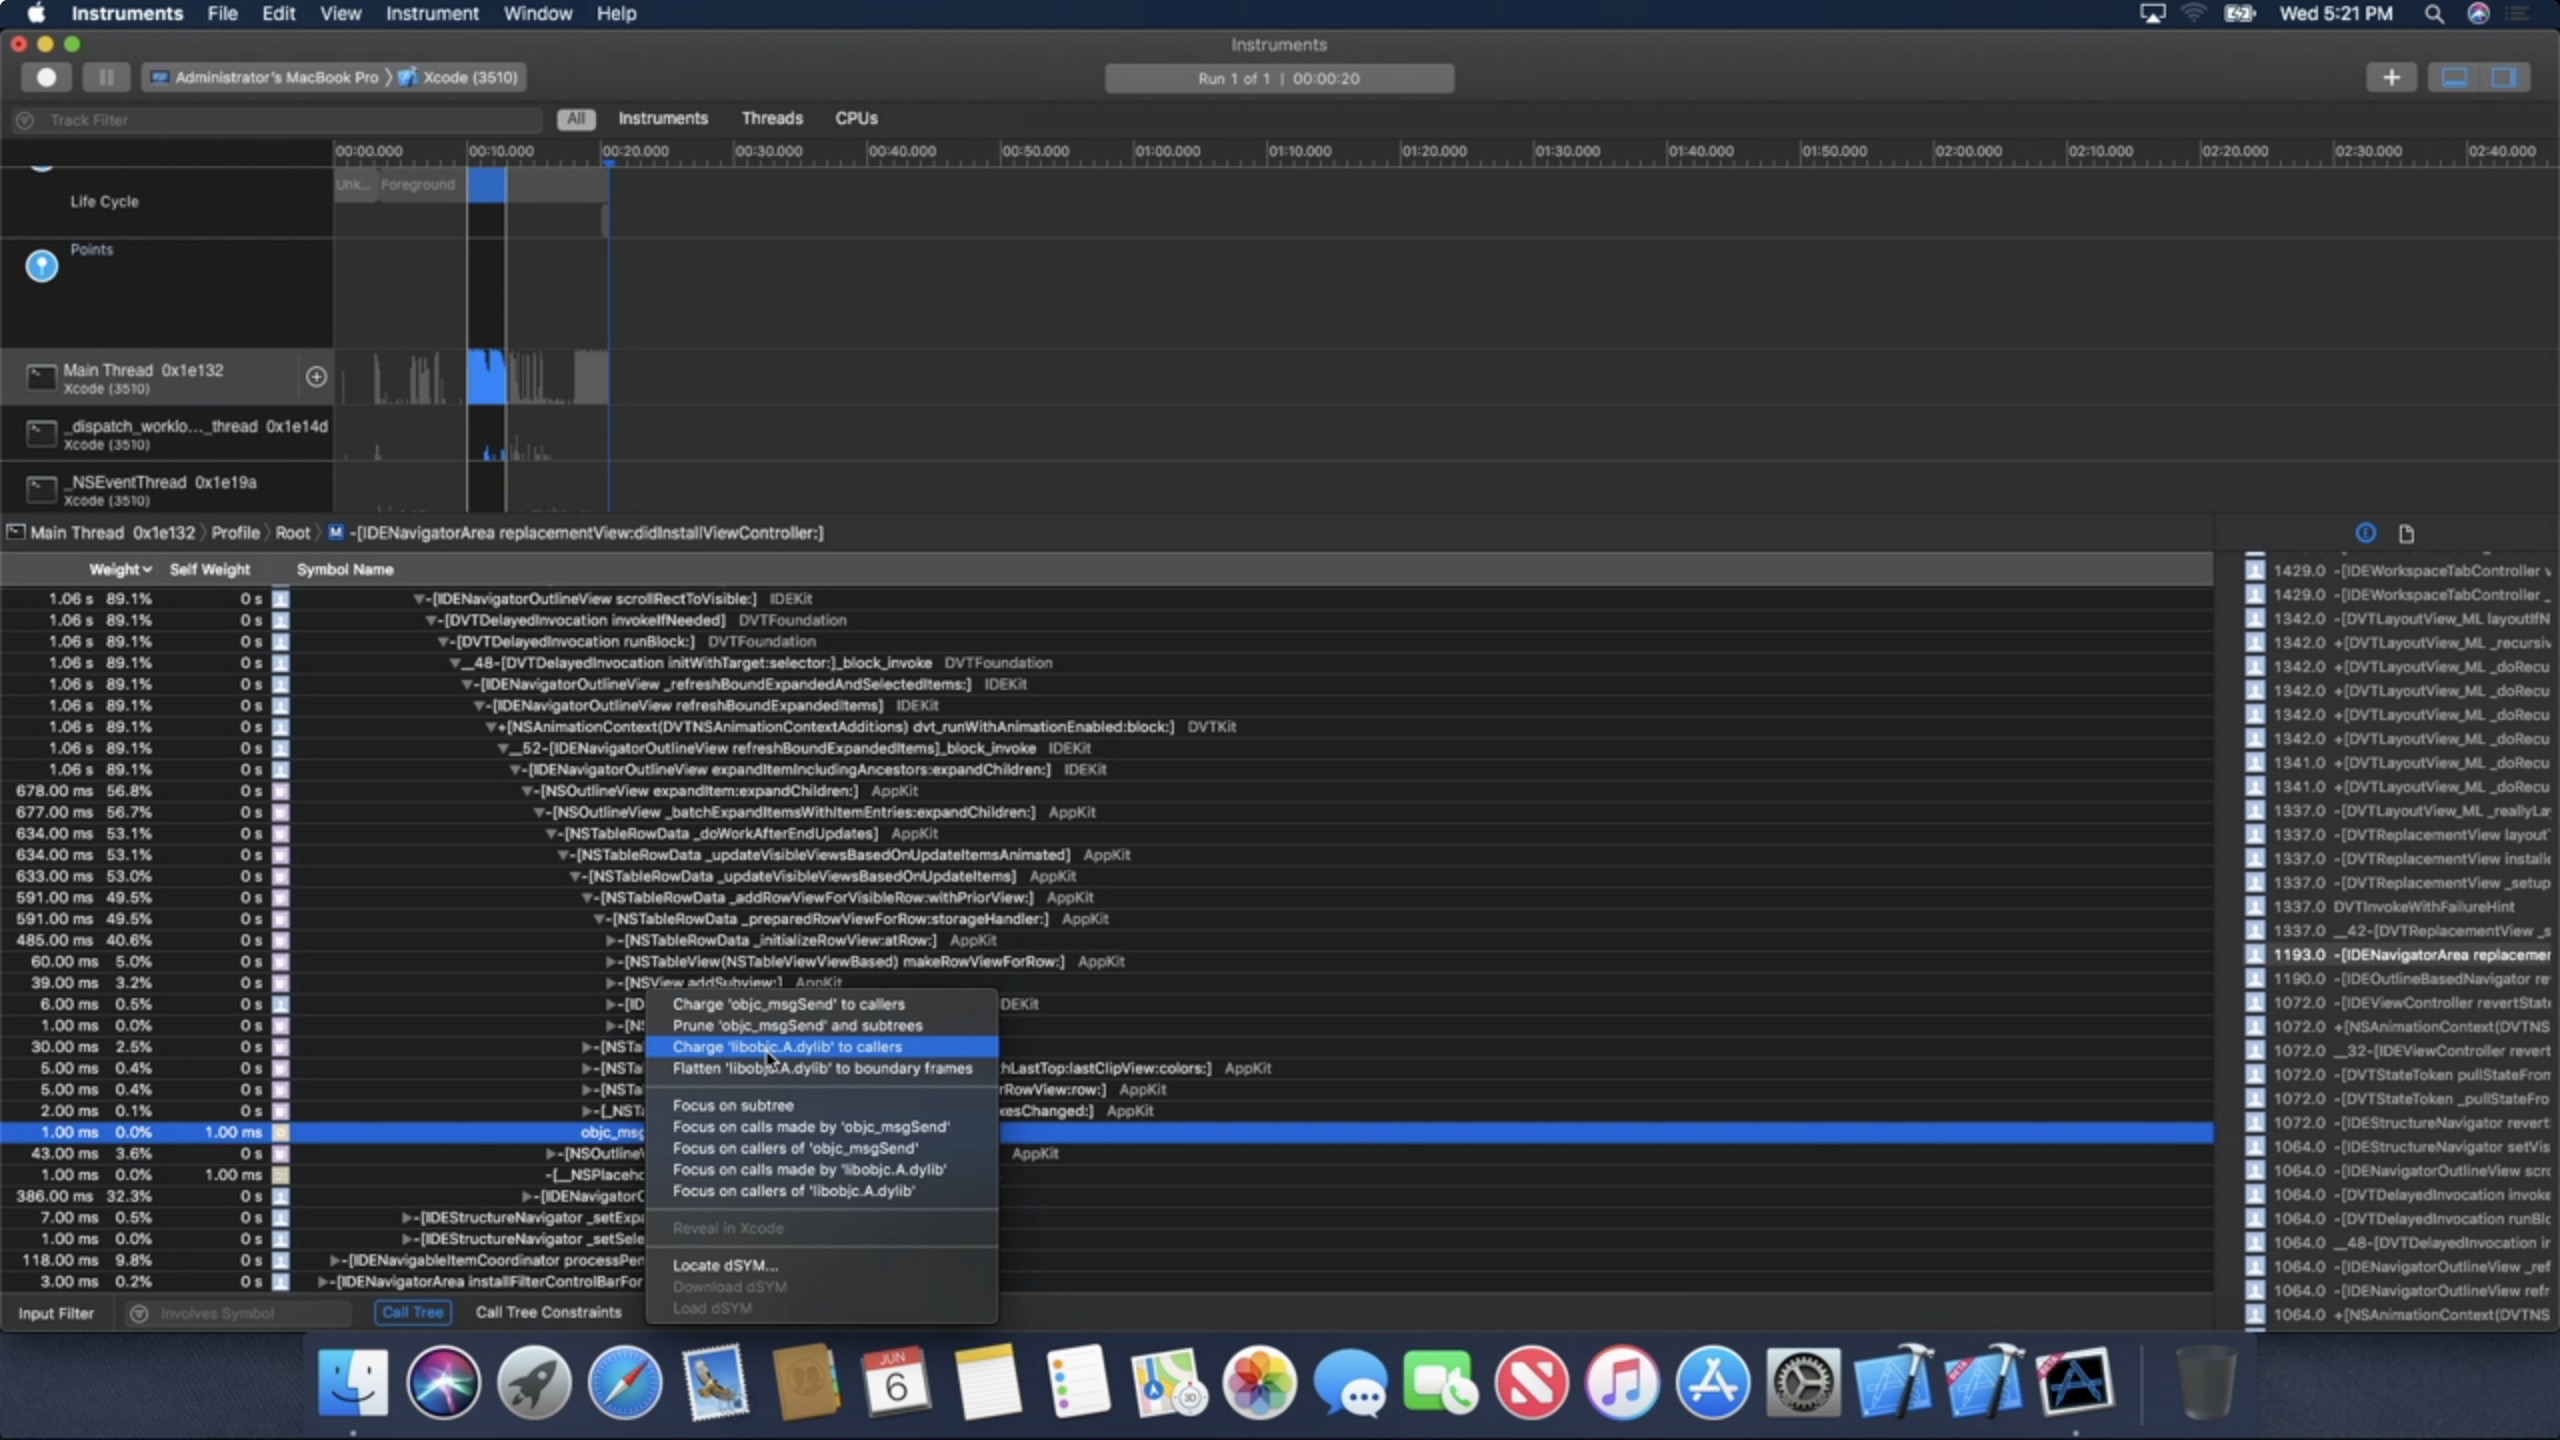 Instruments File Edit View Instrument Window Help Wed 5:21 PM
Instruments
Administrator's MacBook Pro Xcode (3510) Run 1 of 1 | 00:00:20
Track Filter All Instruments Threads CPUs
00:00.000 00:10.000 00:20.000 00:30.000 00:40.000 00:50.000 01:00.000 01:10.000 01:20.000 01:30.000 01:40.000 01:50.000 02:00.000 02:10.000 02:20.000 02:30.000 02:40.000
Unk... Foreground
Life Cycle
Points
Main Thread 0x1e132
Xcode (3510)
_dispatch_worklo..._thread 0x1e14d
Xcode (3510)
_NSEventThread 0x1e19a
Xcode (3510)
Main Thread 0x1e132 Profile Root M -[IDENavigatorArea replacementView:didInstallViewController:]
Weight Self Weight Symbol Name
1.06 s 89.1% 0 s -[IDENavigatorOutlineView scrollRectToVisible:] IDEKit
1.06 s 89.1% 0 s -[DVTDelayedInvocation invokeIfNeeded] DVTFoundation
1.06 s 89.1% 0 s -[DVTDelayedInvocation runBlock:] DVTFoundation
1.06 s 89.1% 0 s __48-[DVTDelayedInvocation initWithTarget:selector:]_block_invoke DVTFoundation
1.06 s 89.1% 0 s -[IDENavigatorOutlineView _refreshBoundExpandedAndSelectedItems:] IDEKit
1.06 s 89.1% 0 s -[IDENavigatorOutlineView refreshBoundExpandedItems] IDEKit
1.06 s 89.1% 0 s +[NSAnimationContext(DVTNSAnimationContextAdditions) dvt_runWithAnimationEnabled:block:] DVTKit
1.06 s 89.1% 0 s __52-[IDENavigatorOutlineView refreshBoundExpandedItems]_block_invoke IDEKit
1.06 s 89.1% 0 s -[IDENavigatorOutlineView expandItemIncludingAncestors:expandChildren:] IDEKit
678.00 ms 56.8% 0 s -[NSOutlineView expandItem:expandChildren:] AppKit
677.00 ms 56.7% 0 s -[NSOutlineView _batchExpandItemsWithItemEntries:expandChildren:] AppKit
634.00 ms 53.1% 0 s -[NSTableRowData _doWorkAfterEndUpdates] AppKit
634.00 ms 53.1% 0 s -[NSTableRowData _updateVisibleViewsBasedOnUpdateItemsAnimated] AppKit
633.00 ms 53.0% 0 s -[NSTableRowData _updateVisibleViewsBasedOnUpdateItems] AppKit
591.00 ms 49.5% 0 s -[NSTableRowData _addRowViewForVisibleRow:withPriorView:] AppKit
591.00 ms 49.5% 0 s -[NSTableRowData _preparedRowViewForRow:storageHandler:] AppKit
485.00 ms 40.6% 0 s -[NSTableRowData _initializeRowView:atRow:] AppKit
60.00 ms 5.0% 0 s -[NSTableView(NSTableViewViewBased) makeRowViewForRow:] AppKit
39.00 ms 3.2% 0 s -[NSView addSubview:] AppKit
6.00 ms 0.5% 0 s -[ID DEKit
1.00 ms 0.0% 0 s -[NS
30.00 ms 2.5% 0 s -[NSTa
5.00 ms 0.4% 0 s -[NSTa hLastTop:lastClipView:colors:] AppKit
5.00 ms 0.4% 0 s -[NSTa rRowView:row:] AppKit
2.00 ms 0.1% 0 s -[_NST xesChanged:] AppKit
1.00 ms 0.0% 1.00 ms objc_msg
43.00 ms 3.6% 0 s -[NSOutlineV AppKit
1.00 ms 0.0% 1.00 ms -[__NSPlaceho
386.00 ms 32.3% 0 s -[IDENavigatorO
7.00 ms 0.5% 0 s -[IDEStructureNavigator _setExpa
1.00 ms 0.0% 0 s -[IDEStructureNavigator _setSele
118.00 ms 9.8% 0 s -[IDENavigableItemCoordinator processPen
3.00 ms 0.2% 0 s -[IDENavigatorArea installFilterControlBarFor
Charge 'objc_msgSend' to callers
Prune 'objc_msgSend' and subtrees
Charge 'libobjc.A.dylib' to callers
Flatten 'libobjc.A.dylib' to boundary frames
Focus on subtree
Focus on calls made by 'objc_msgSend'
Focus on callers of 'objc_msgSend'
Focus on calls made by 'libobjc.A.dylib'
Focus on callers of 'libobjc.A.dylib'
Reveal in Xcode
Locate dSYM...
Download dSYM
Load dSYM
1429.0 -[IDEWorkspaceTabController v
1429.0 -[IDEWorkspaceTabController _
1342.0 -[DVTLayoutView_ML layoutIfN
1342.0 +[DVTLayoutView_ML _recursiv
1342.0 +[DVTLayoutView_ML _doRecu
1342.0 +[DVTLayoutView_ML _doRecu
1342.0 +[DVTLayoutView_ML _doRecu
1342.0 +[DVTLayoutView_ML _doRecu
1341.0 +[DVTLayoutView_ML _doRecu
1341.0 +[DVTLayoutView_ML _doRecu
1337.0 -[DVTLayoutView_ML _reallyLa
1337.0 -[DVTReplacementView layout
1337.0 -[DVTReplacementView installe
1337.0 -[DVTReplacementView _setup
1337.0 DVTInvokeWithFailureHint
1337.0 __42-[DVTReplacementView _s
1193.0 -[IDENavigatorArea replacemen
1190.0 -[IDEOutlineBasedNavigator re
1072.0 -[IDEViewController revertState
1072.0 +[NSAnimationContext(DVTNS
1072.0 __32-[IDEViewController revert
1072.0 -[DVTStateToken pullStateFrom
1072.0 -[DVTStateToken _pullStateFro
1072.0 -[IDEStructureNavigator revert
1064.0 -[IDEStructureNavigator setVis
1064.0 -[IDENavigatorOutlineView scro
1064.0 -[DVTDelayedInvocation invoke
1064.0 -[DVTDelayedInvocation runBlo
1064.0 __48-[DVTDelayedInvocation in
1064.0 -[IDENavigatorOutlineView _ref
1064.0 -[IDENavigatorOutlineView refr
1064.0 +[NSAnimationContext(DVTNS
Input Filter Involves Symbol Call Tree Call Tree Constraints
JUN
6
3D